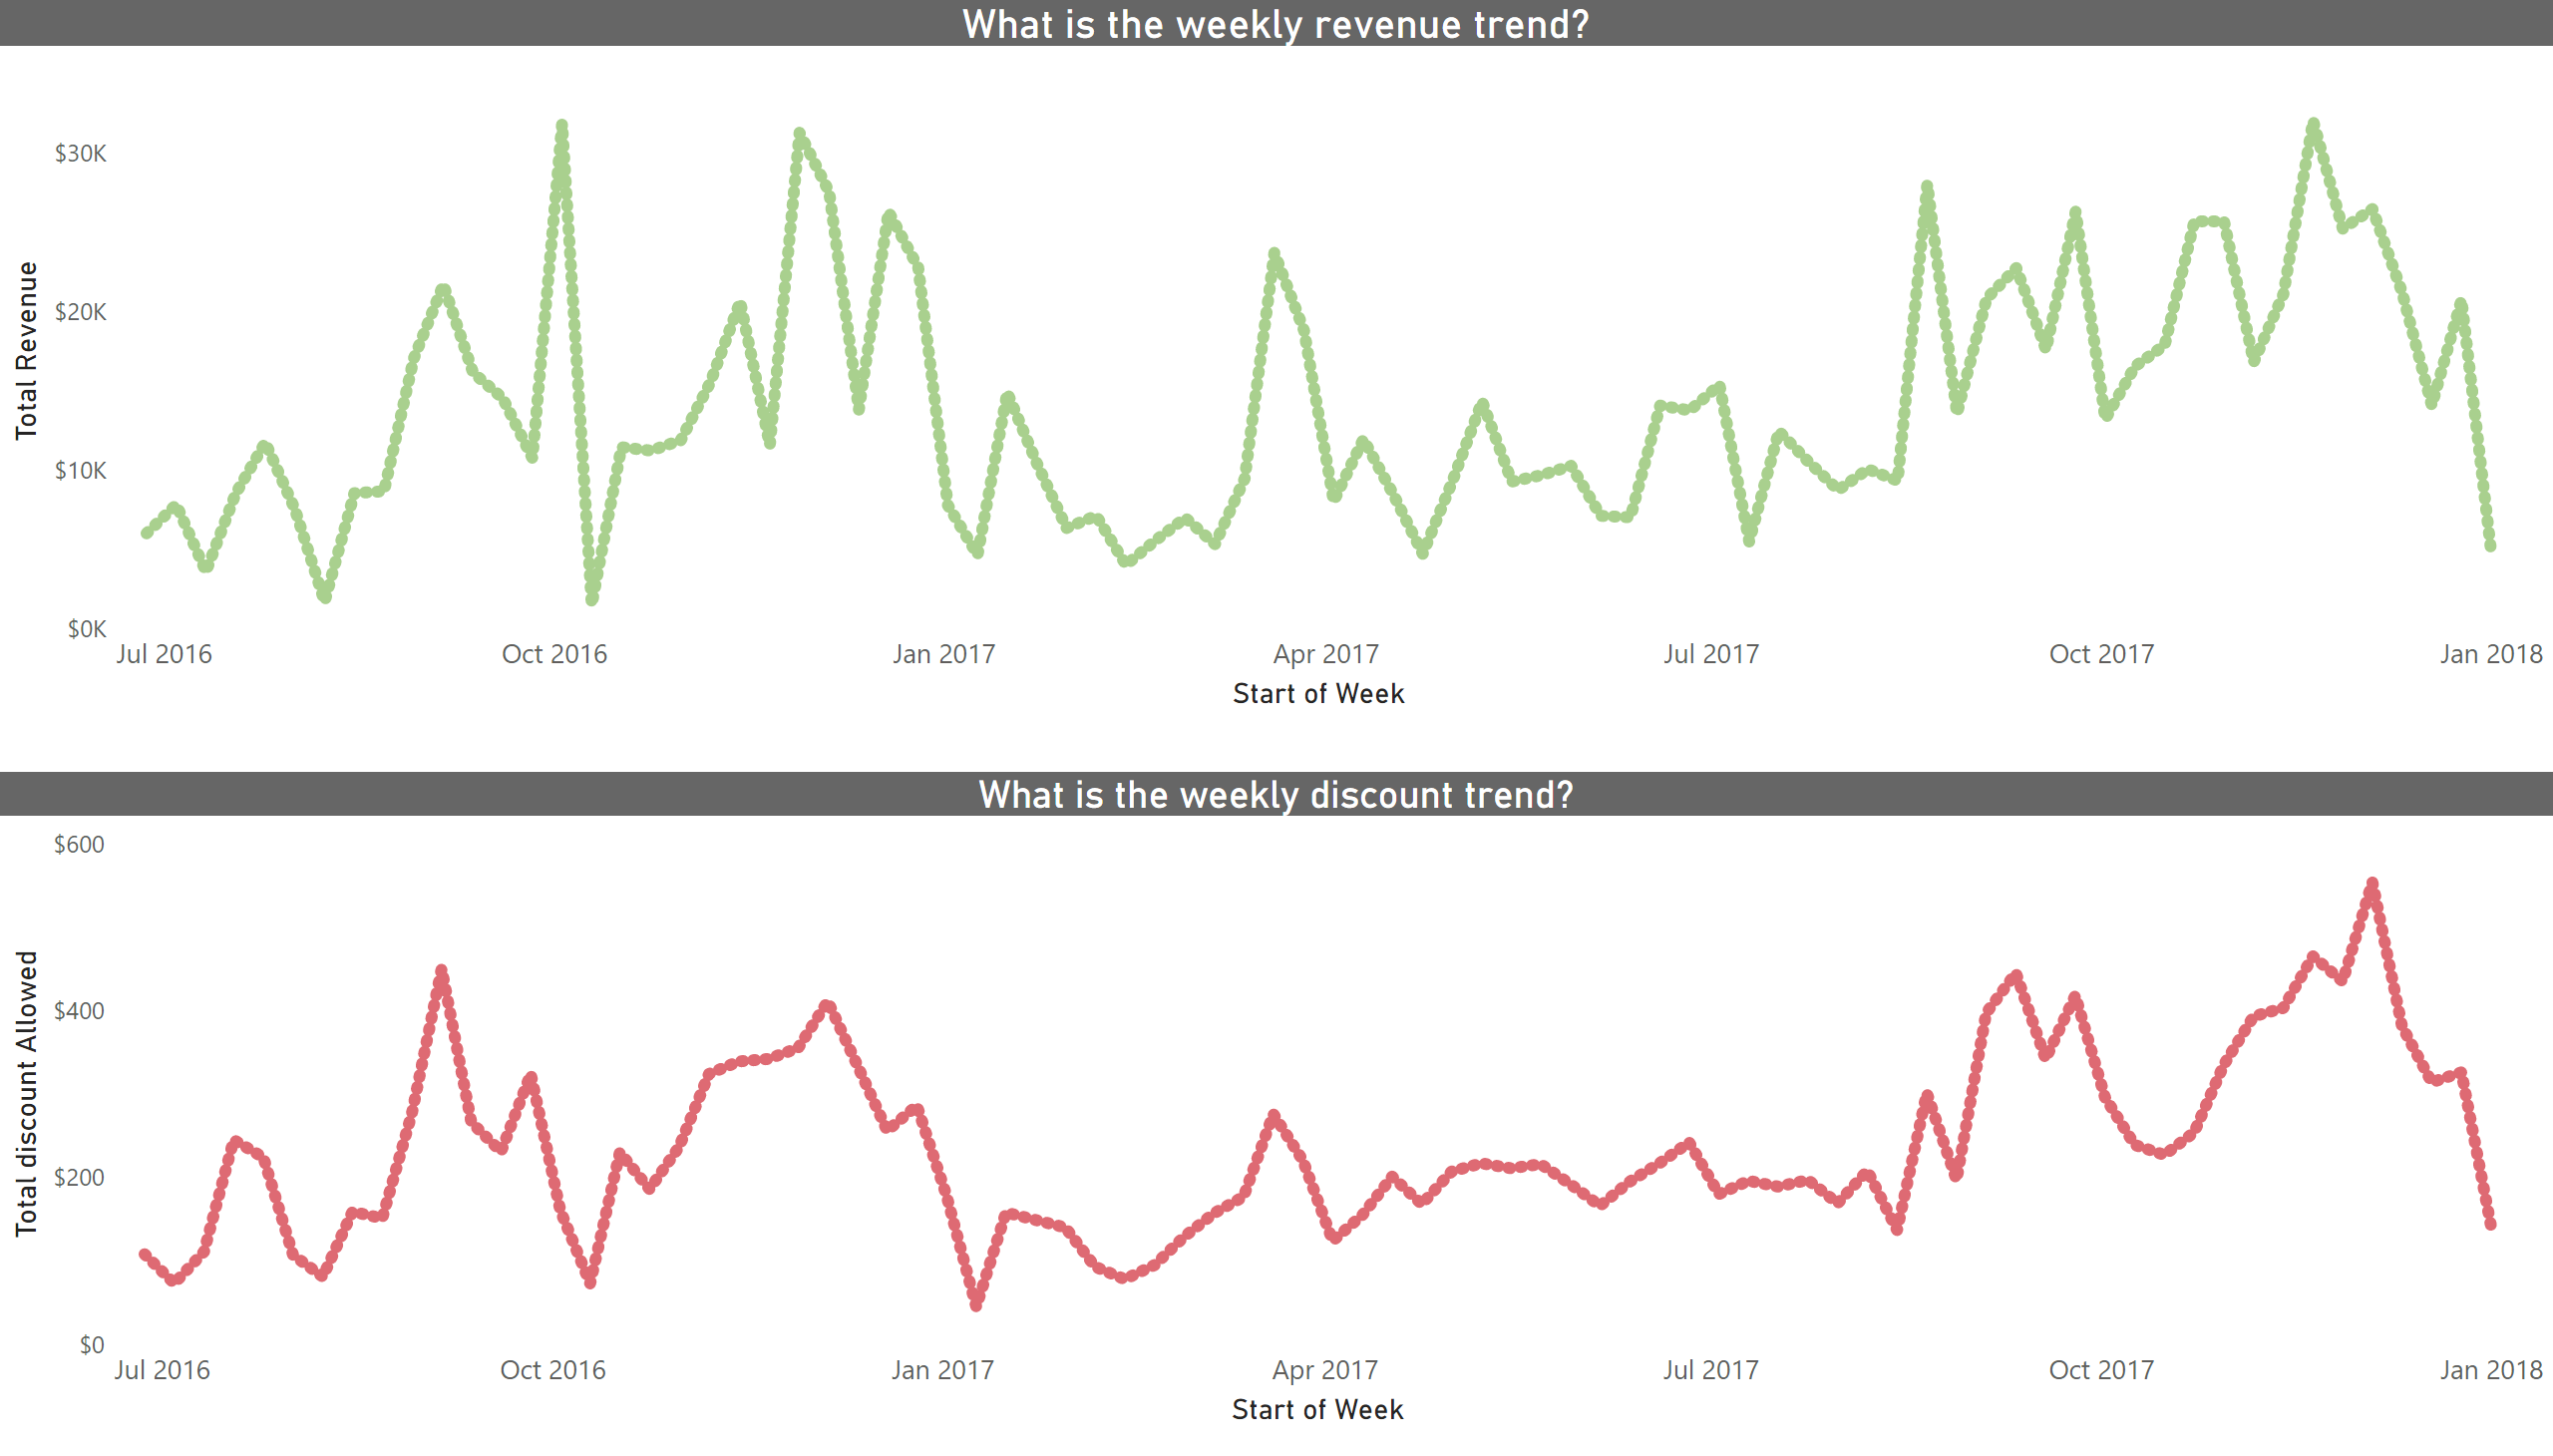 What is the weekly revenue trend?
Total Revenue
$30K
$20K
$10K
$0K
Jul 2016 Oct 2016 Jan 2017 Apr 2017 Jul 2017 Oct 2017 Jan 2018
Start of Week
What is the weekly discount trend?
Total discount Allowed
$600
$400
$200
$0
Jul 2016 Oct 2016 Jan 2017 Apr 2017 Jul 2017 Oct 2017 Jan 2018
Start of Week